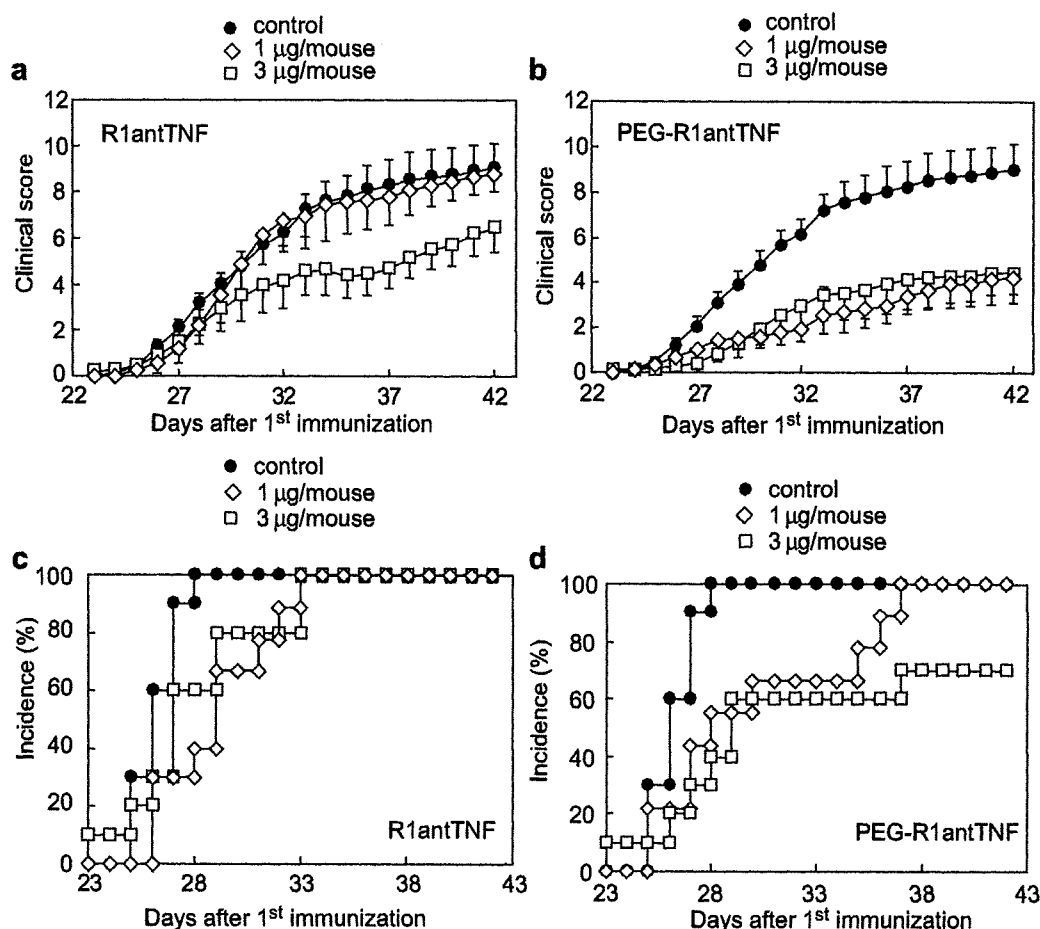 control
1 µg/mouse
3 µg/mouse
a
12
10
8
6
4
2
0
Clinical score
R1antTNF
22 27 32 37 42
Days after 1st immunization
control
1 µg/mouse
3 µg/mouse
b
12
10
8
6
4
2
0
Clinical score
PEG-R1antTNF
22 27 32 37 42
Days after 1st immunization
control
1 µg/mouse
3 µg/mouse
c
100
80
60
40
20
0
Incidence (%)
R1antTNF
23 28 33 38 43
Days after 1st immunization
control
1 µg/mouse
3 µg/mouse
d
100
80
60
40
20
0
Incidence (%)
PEG-R1antTNF
23 28 33 38 43
Days after 1st immunization